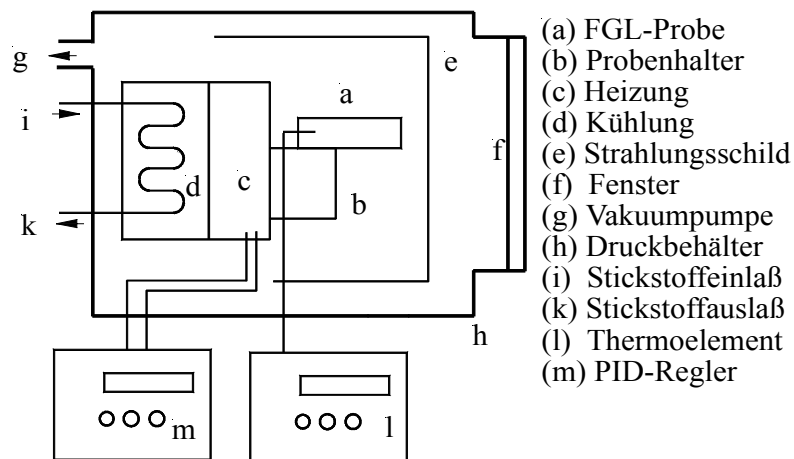 g
i
k
d
c
a
b
e
f
h
m
l
(a) FGL-Probe
(b) Probenhalter
(c) Heizung
(d) Kühlung
(e) Strahlungsschild
(f) Fenster
(g) Vakuumpumpe
(h) Druckbehälter
(i) Stickstoffeinlaß
(k) Stickstoffauslaß
(l) Thermoelement
(m) PID-Regler